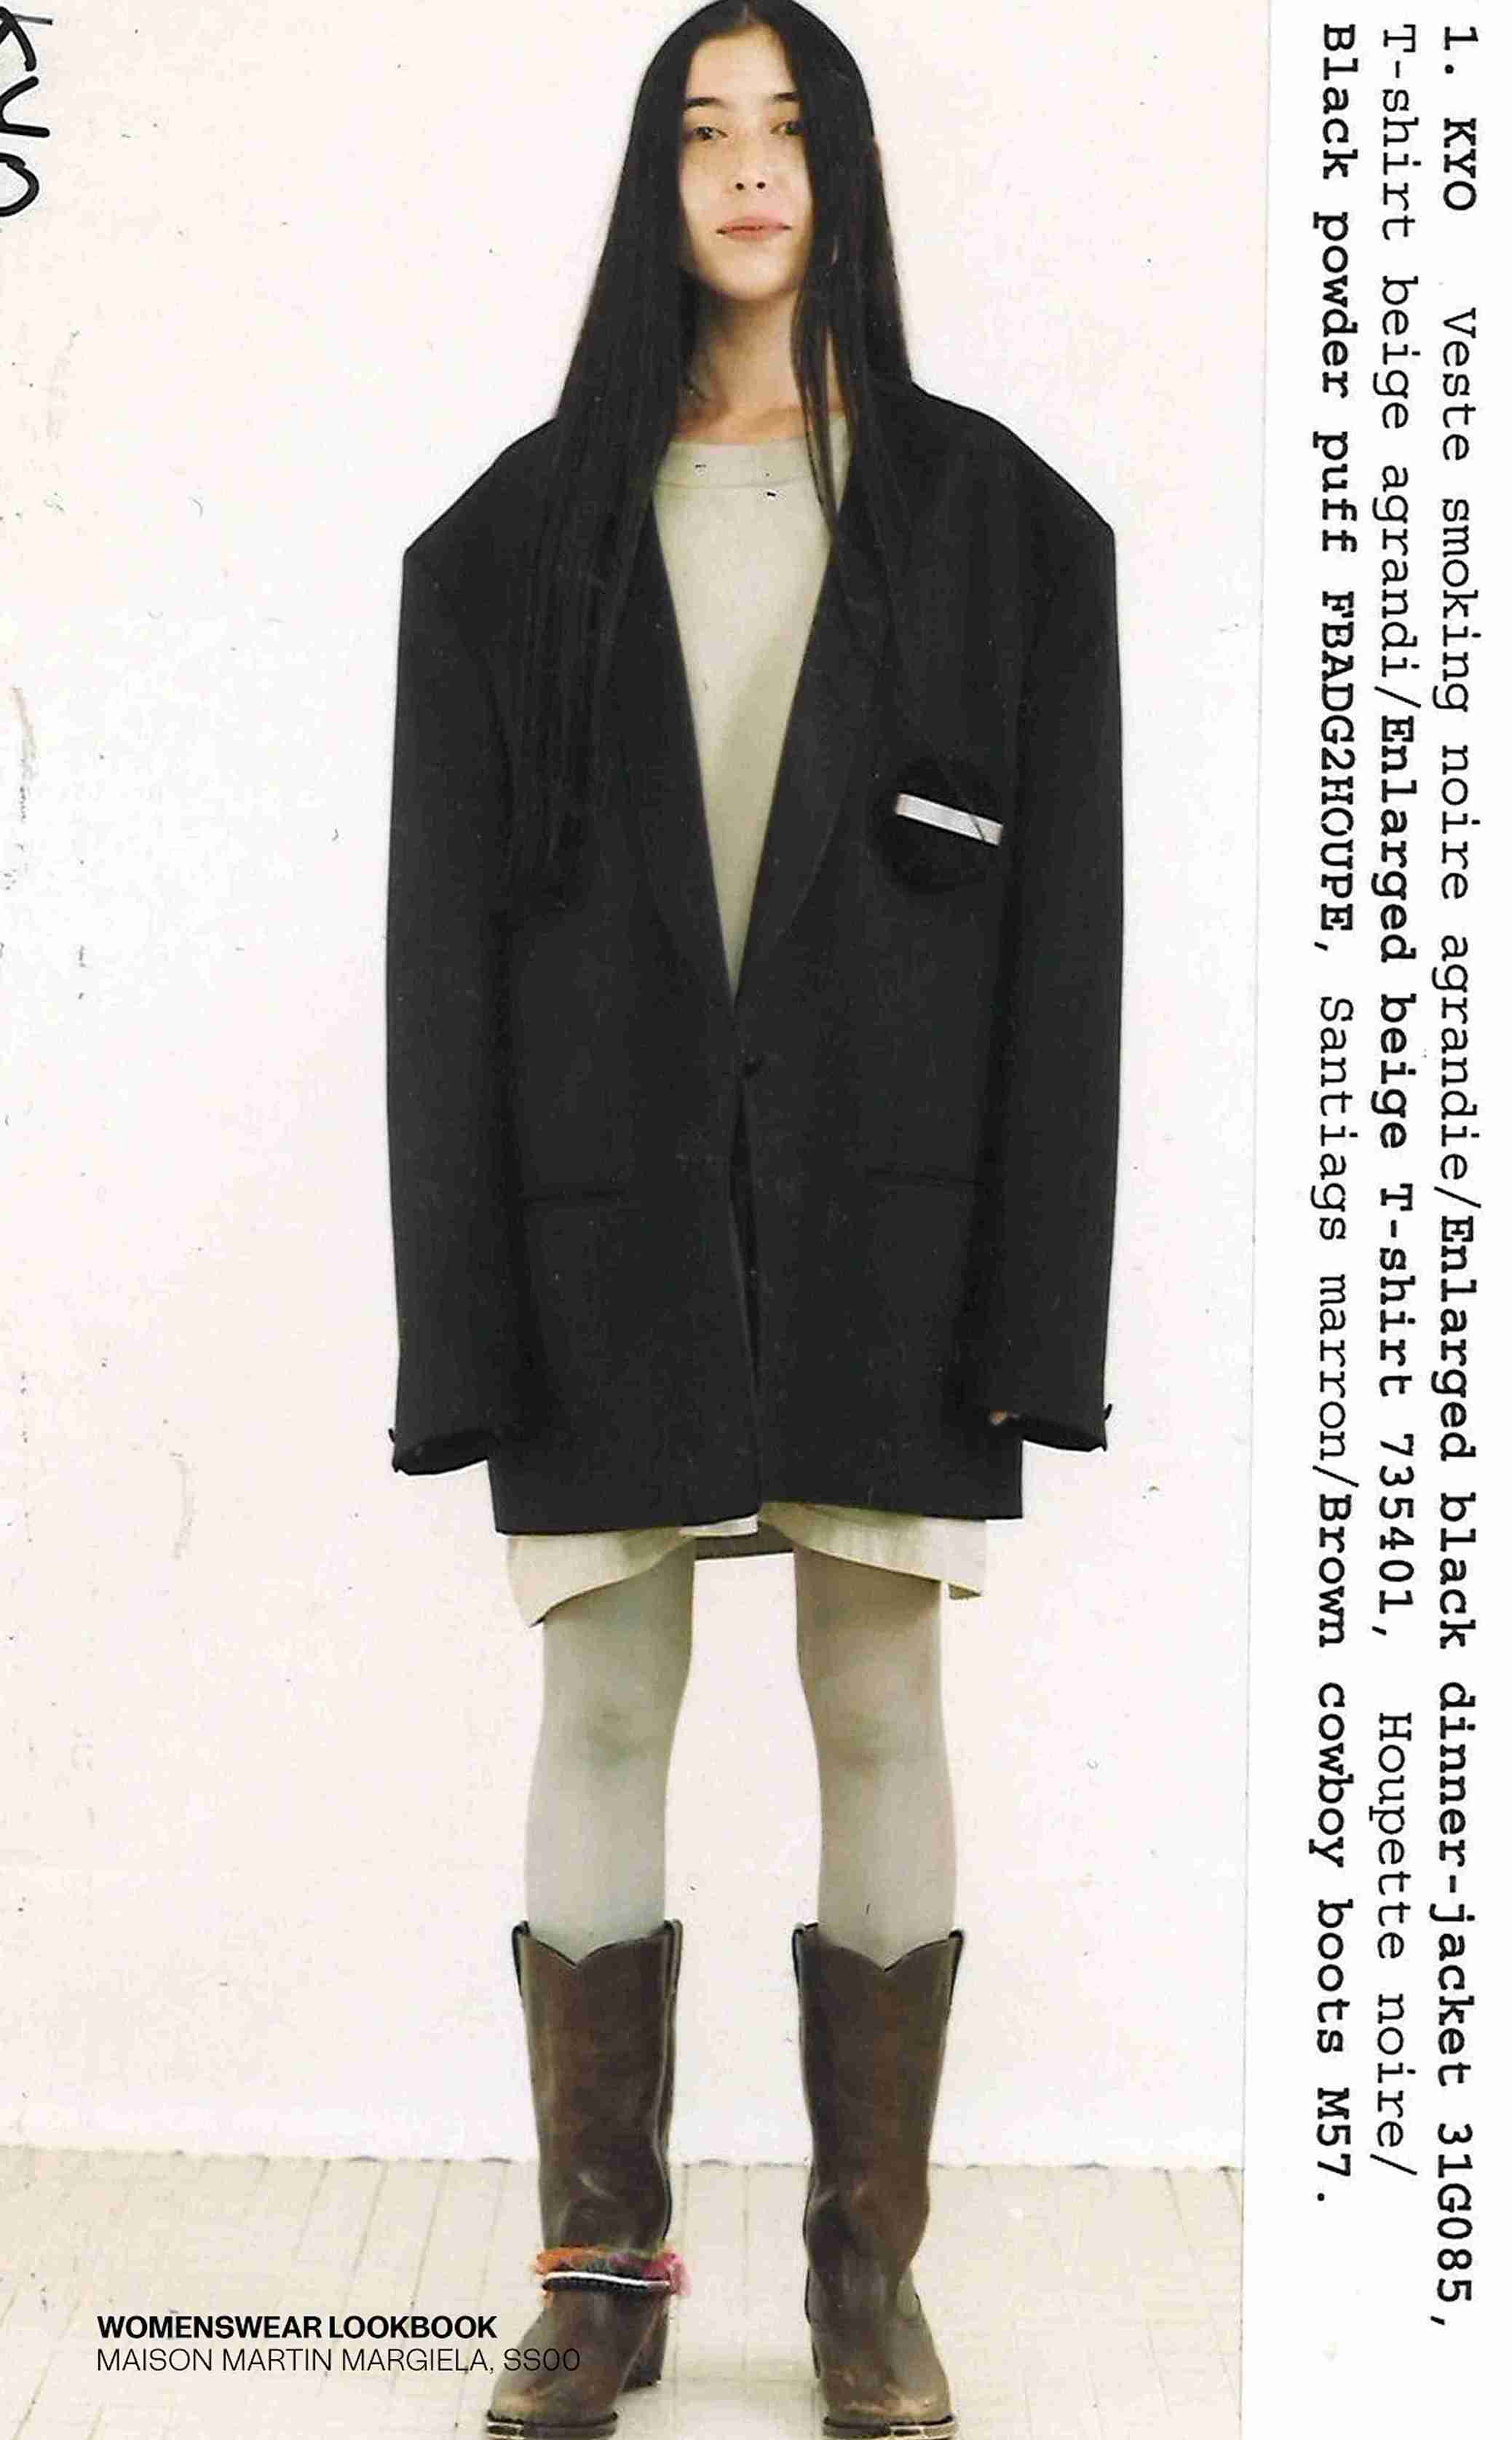 KYO
1. KYO Veste smoking noire agrandie/Enlarged black dinner-jacket 31G085,
T-shirt beige agrandi/Enlarged beige T-shirt 735401, Houpette noire/
Black powder puff FBADG2HOUPE, Santiags marron/Brown cowboy boots M57.
WOMENSWEAR LOOKBOOK
MAISON MARTIN MARGIELA, SS00